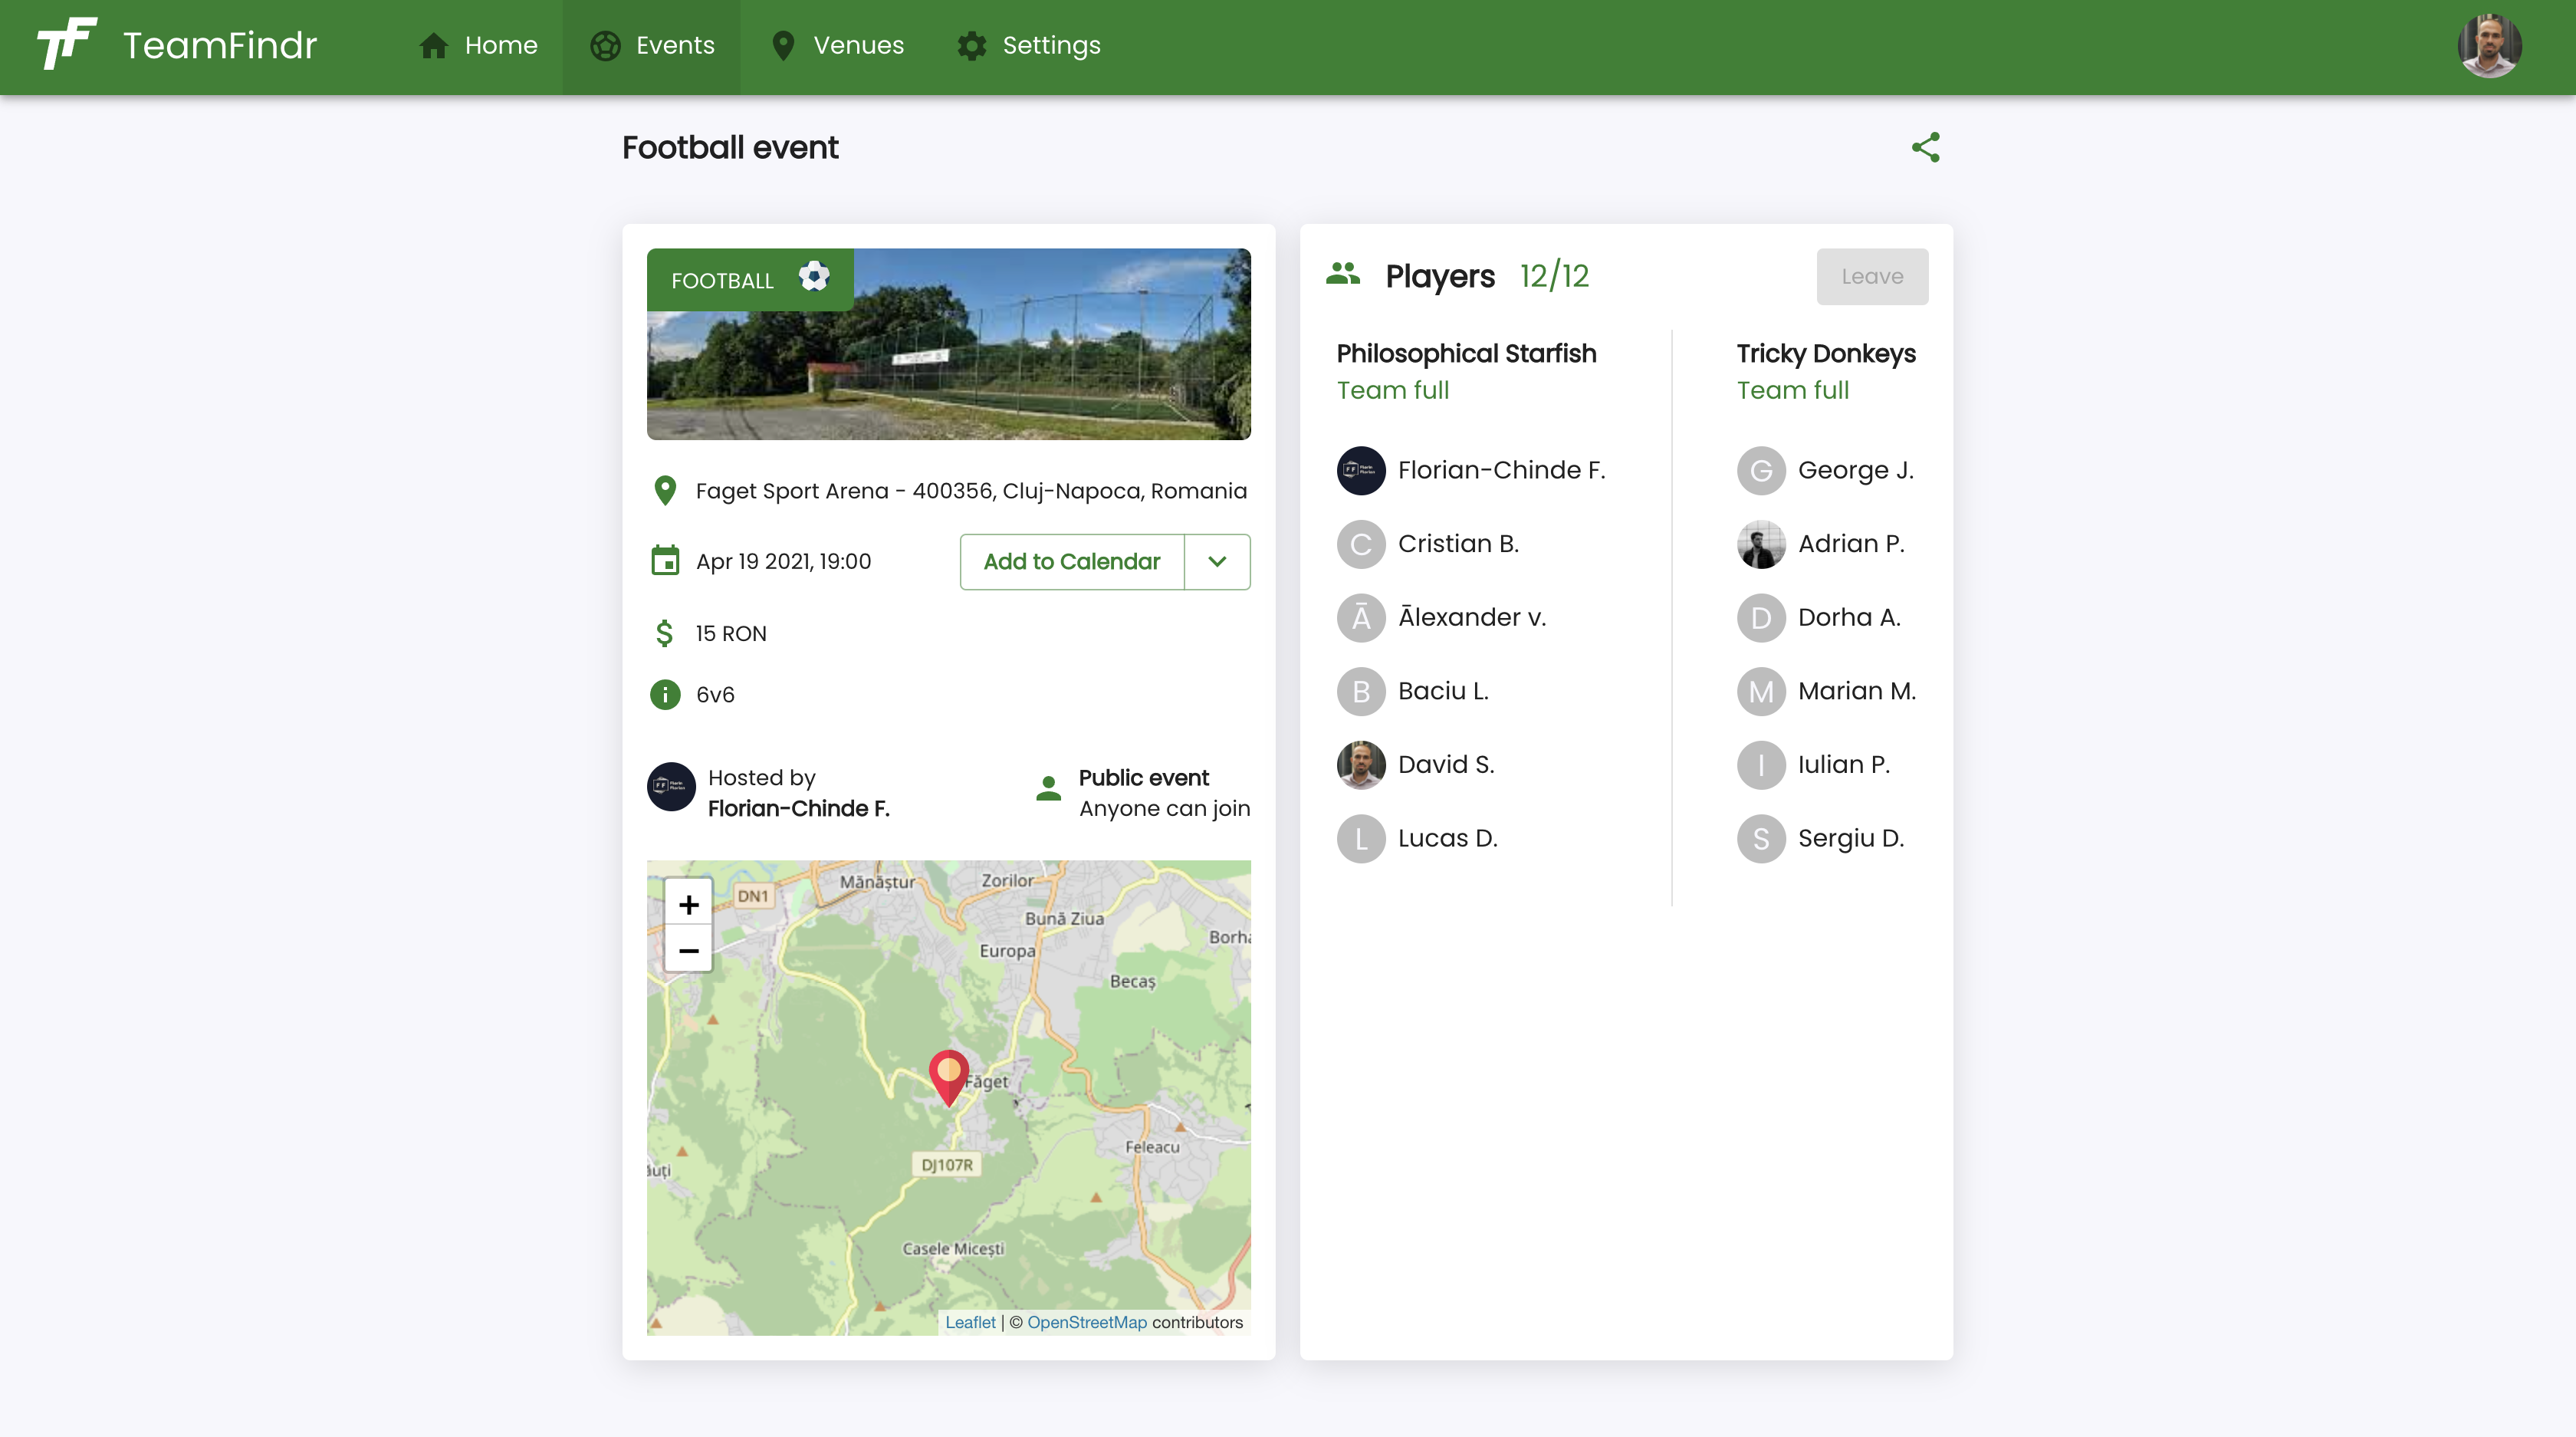 TF TeamFindr
Home
Events
Venues
Settings
Football event
FOOTBALL
Faget Sport Arena - 400356, Cluj-Napoca, Romania
Apr 19 2021, 19:00
Add to Calendar
$ 15 RON
i 6v6
Hosted by
Florian-Chinde F.
Public event
Anyone can join
+
−
DN1
Mănăștur
Zorilor
Bună Ziua
Borha
Europa
Becaș
Făget
Feleacu
DJ107R
ăuți
Casele Micești
Leaflet | © OpenStreetMap contributors
Players 12/12
Leave
Philosophical Starfish
Team full
Florian-Chinde F.
C Cristian B.
Ā Ālexander v.
B Baciu L.
David S.
L Lucas D.
Tricky Donkeys
Team full
G George J.
Adrian P.
D Dorha A.
M Marian M.
I Iulian P.
S Sergiu D.